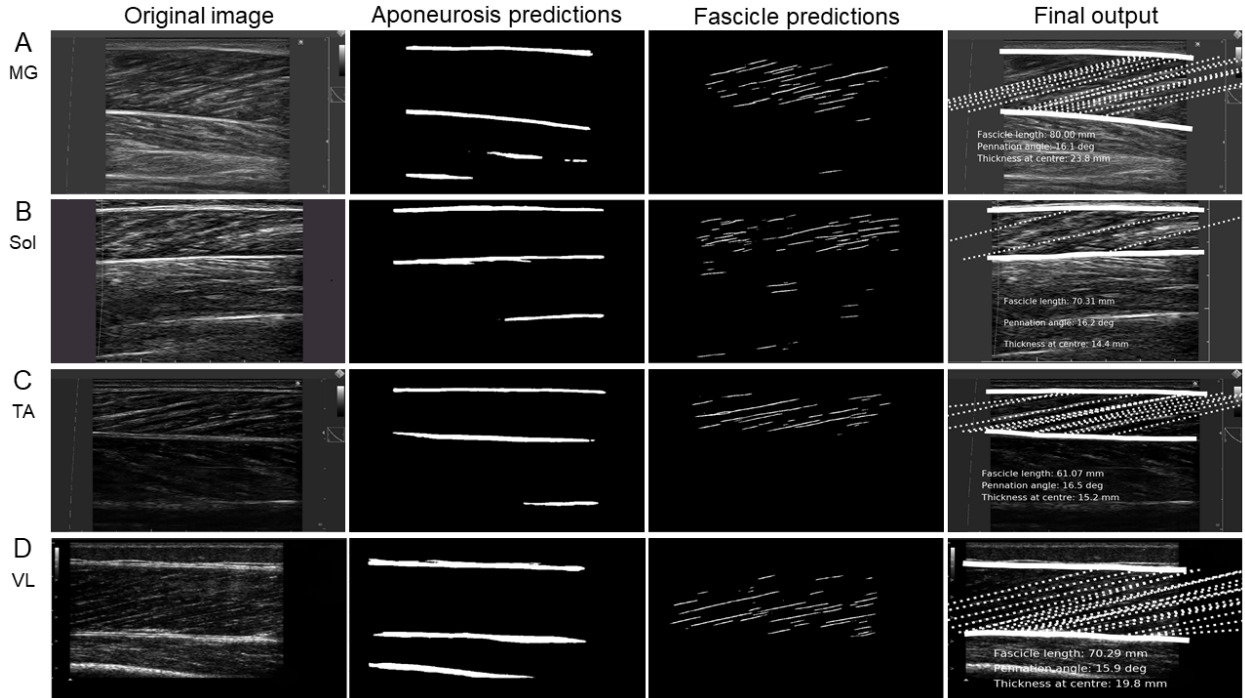 Original image
Aponeurosis predictions
Fascicle predictions
Final output
A
MG
Fascicle length: 80.00 mm
Pennation angle: 16.1 deg
Thickness at centre: 23.8 mm
B
Sol
Fascicle length: 70.31 mm
Pennation angle: 16.2 deg
Thickness at centre: 14.4 mm
C
TA
Fascicle length: 61.07 mm
Pennation angle: 16.5 deg
Thickness at centre: 15.2 mm
D
VL
Fascicle length: 70.29 mm
Pennation angle: 15.9 deg
Thickness at centre: 19.8 mm